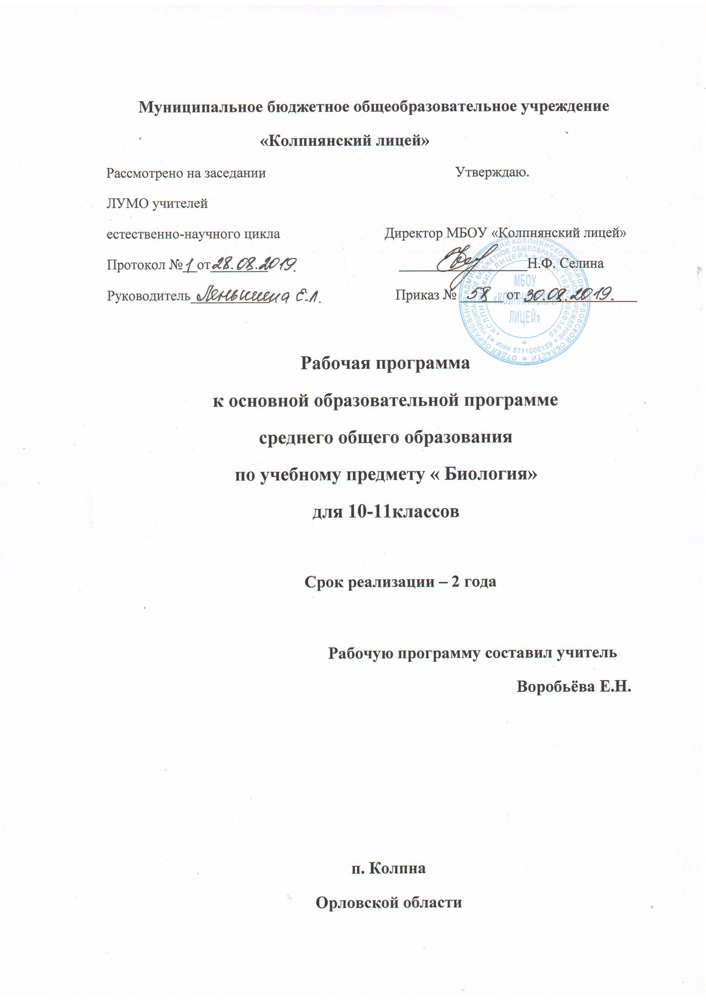 Муниципальное бюджетное общеобразовательное учреждение
«Колпнянский лицей»
Рассмотрено на заседании
Утверждаю.
ЛУМО учителей
естественно-научного цикла
Директор МБОУ «Колпнянский лицей»
Протокол № 1 от 28.08.2019.
Н.Ф. Селина
Руководитель Леньшина Е.Л.
Приказ № 58 от 30.08.2019.
МБОУ
«КОЛПНЯНСКИЙ
ЛИЦЕЙ»
ИНН 5711000159
Рабочая программа
к основной образовательной программе
среднего общего образования
по учебному предмету « Биология»
для 10-11классов
Срок реализации – 2 года
Рабочую программу составил учитель
Воробьёва Е.Н.
п. Колпна
Орловской области